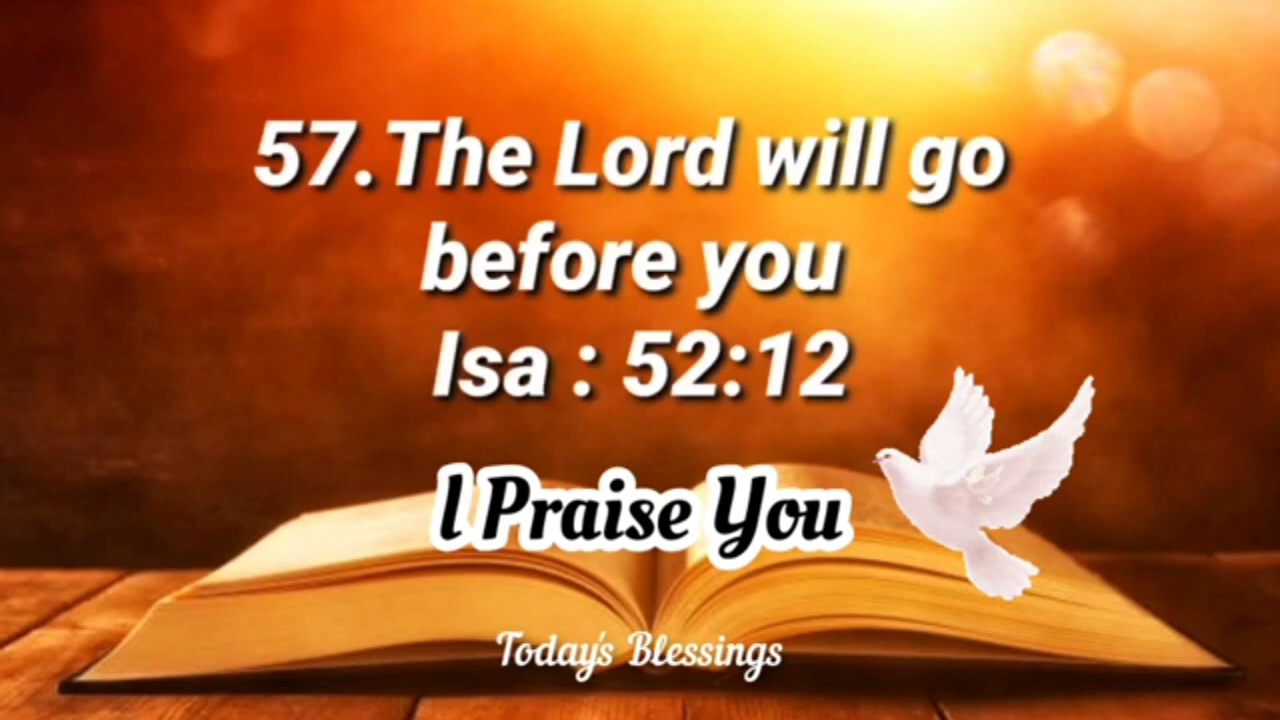 57.The Lord will go
before you
Isa : 52:12
I Praise You
Today's Blessings